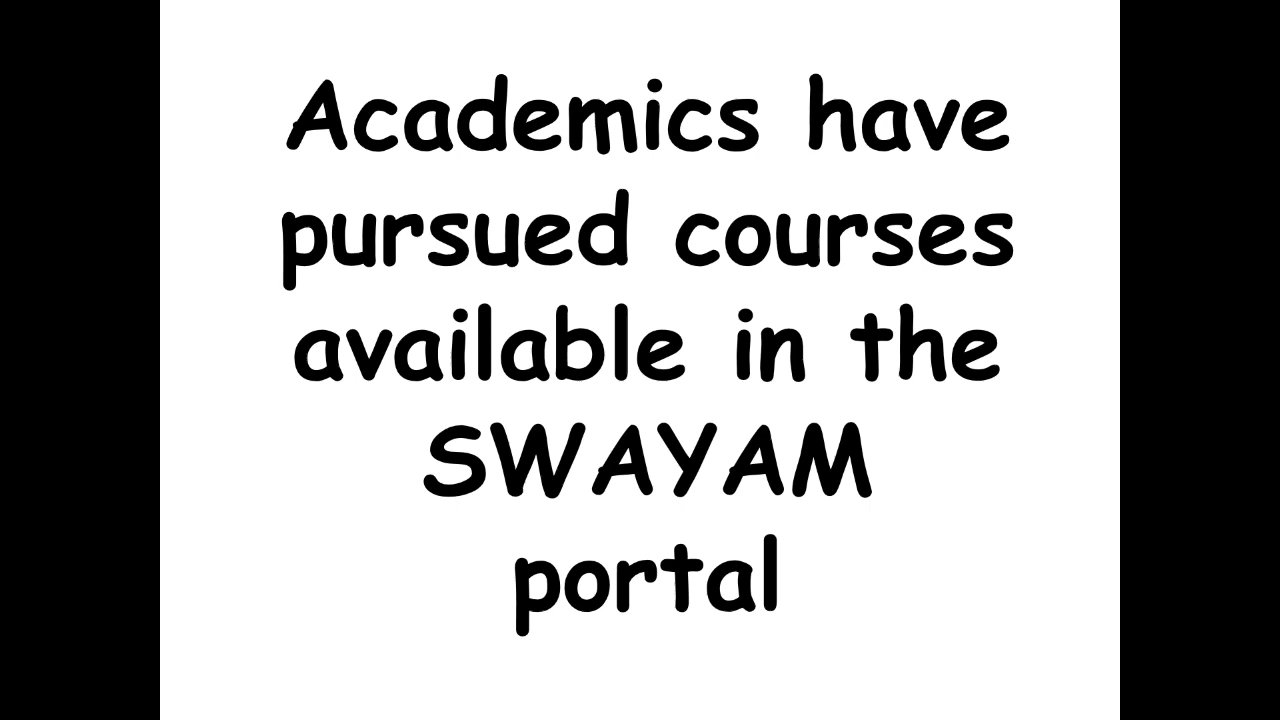 Academics have
pursued courses
available in the
SWAYAM
portal